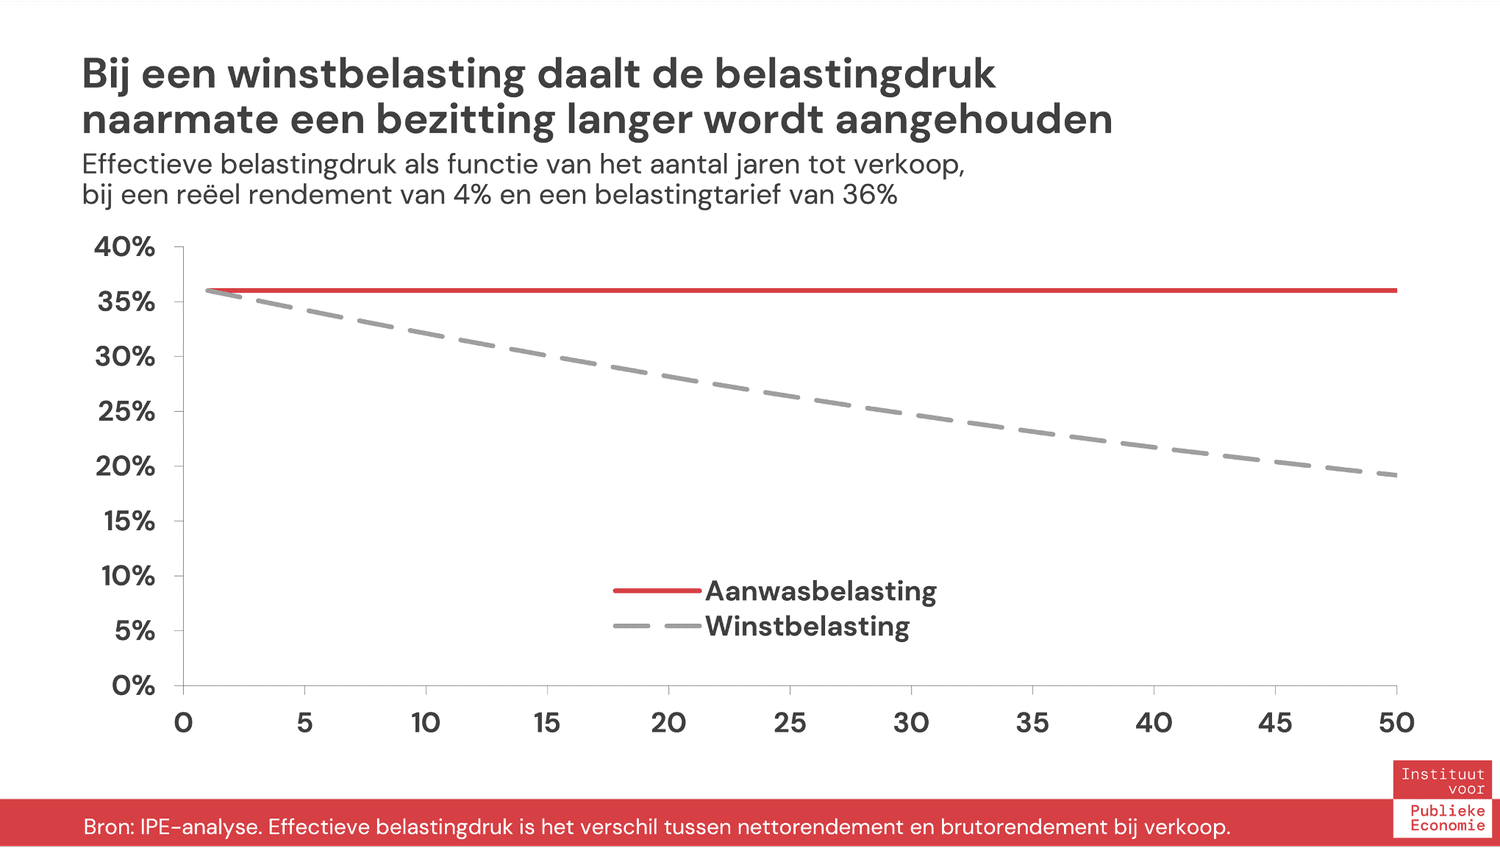 Bij een winstbelasting daalt de belastingdruk
naarmate een bezitting langer wordt aangehouden
Effectieve belastingdruk als functie van het aantal jaren tot verkoop,
bij een reëel rendement van 4% en een belastingtarief van 36%
40%
35%
30%
25%
20%
15%
10%
5%
0%
Aanwasbelasting
Winstbelasting
0 5 10 15 20 25 30 35 40 45 50
Instituut
voor
Publieke
Economie
Bron: IPE-analyse. Effectieve belastingdruk is het verschil tussen nettorendement en brutorendement bij verkoop.